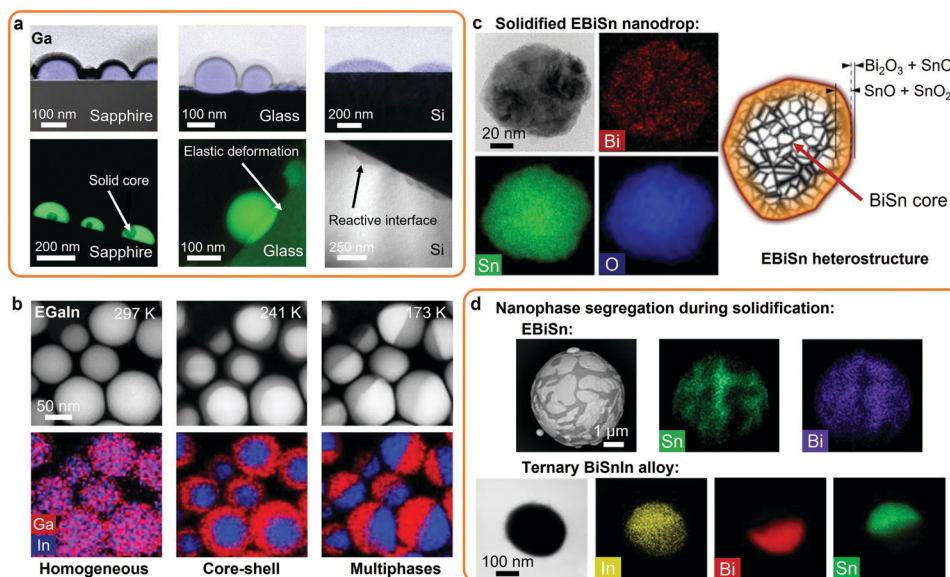 a
Ga
100 nm
Sapphire
100 nm
Glass
200 nm
Si
Solid core
200 nm
Sapphire
Elastic deformation
100 nm
Glass
Reactive interface
250 nm
Si
b
EGaIn
297 K
241 K
173 K
50 nm
Ga
In
Homogeneous
Core-shell
Multiphases
c
Solidified EBiSn nanodrop:
20 nm
Bi
Sn
O
Bi₂O₃ + SnO
SnO + SnO₂
BiSn core
EBiSn heterostructure
d
Nanophase segregation during solidification:
EBiSn:
1 μm
Sn
Bi
Ternary BiSnIn alloy:
100 nm
In
Bi
Sn